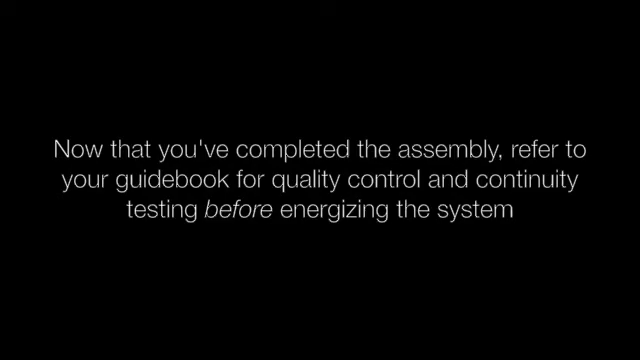 Now that you've completed the assembly, refer to
your guidebook for quality control and continuity
testing before energizing the system